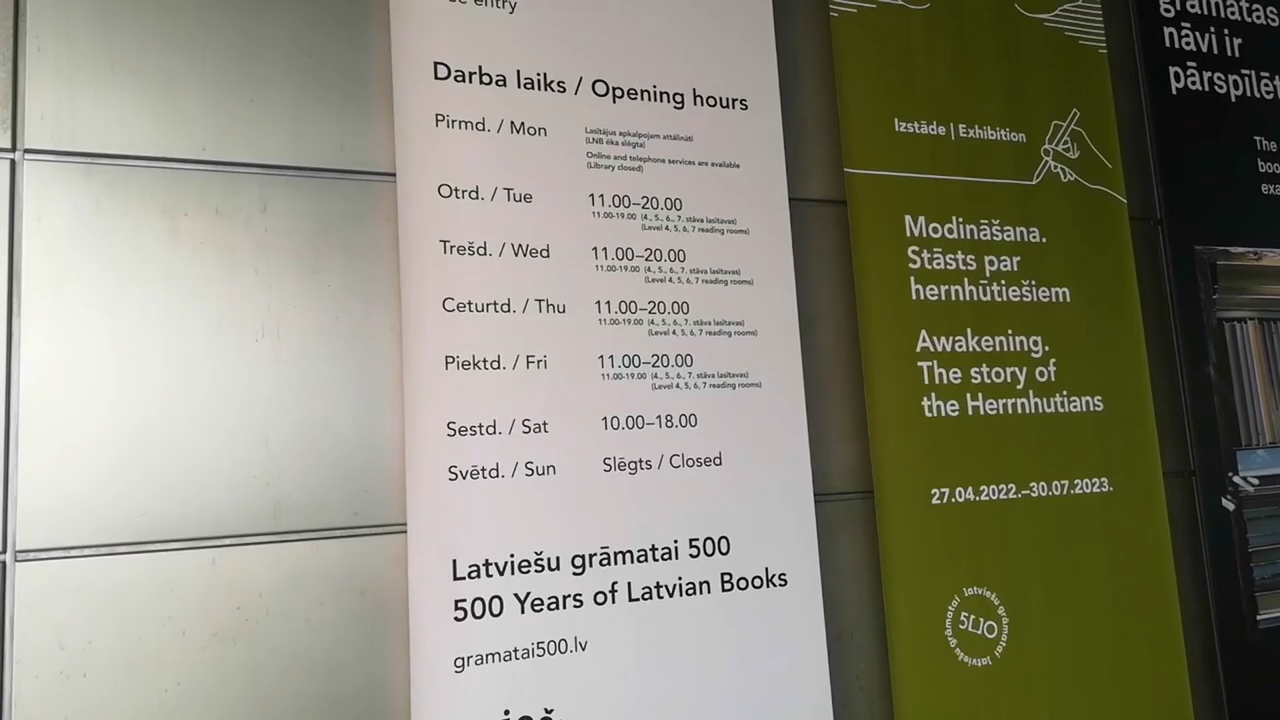 entry
Darba laiks / Opening hours
Pirmd. / Mon
Lasītājus apkalpojam attālināti
(LNB ēka slēgta)
Online and telephone services are available
(Library closed)
Otrd. / Tue 11.00–20.00
11.00-19.00 (4., 5., 6., 7. stāva lasītavas)
(Level 4, 5, 6, 7 reading rooms)
Trešd. / Wed 11.00–20.00
11.00-19.00 (4., 5., 6., 7. stāva lasītavas)
(Level 4, 5, 6, 7 reading rooms)
Ceturtd. / Thu 11.00–20.00
11.00-19.00 (4., 5., 6., 7. stāva lasītavas)
(Level 4, 5, 6, 7 reading rooms)
Piektd. / Fri 11.00–20.00
11.00-19.00 (4., 5., 6., 7. stāva lasītavas)
(Level 4, 5, 6, 7 reading rooms)
Sestd. / Sat 10.00–18.00
Svētd. / Sun Slēgts / Closed
Latviešu grāmatai 500
500 Years of Latvian Books
gramatai500.lv
Izstāde | Exhibition
Modināšana.
Stāsts par
hernhūtiešiem
Awakening.
The story of
the Herrnhutians
27.04.2022.–30.07.2023.
latviešu grāmatai latviešu grāmatai
500
grāmatas
nāvi ir
pārspīlēt
The
boo
exa